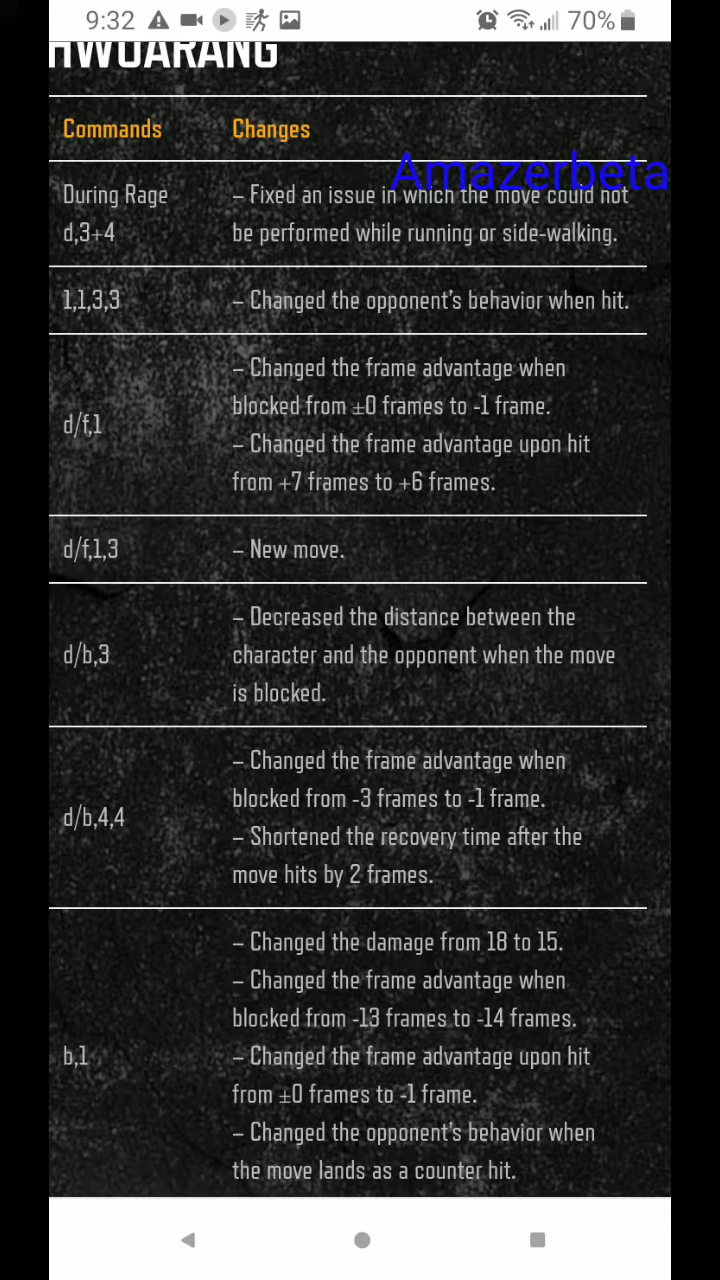 9:32
70%
HWOARANG
Commands Changes
Amazerbeta
During Rage
d,3+4
– Fixed an issue in which the move could not
be performed while running or side-walking.
1,1,3,3
– Changed the opponent's behavior when hit.
d/f,1
– Changed the frame advantage when
blocked from ±0 frames to -1 frame.
– Changed the frame advantage upon hit
from +7 frames to +6 frames.
d/f,1,3
– New move.
d/b,3
– Decreased the distance between the
character and the opponent when the move
is blocked.
d/b,4,4
– Changed the frame advantage when
blocked from -3 frames to -1 frame.
– Shortened the recovery time after the
move hits by 2 frames.
b,1
– Changed the damage from 18 to 15.
– Changed the frame advantage when
blocked from -13 frames to -14 frames.
– Changed the frame advantage upon hit
from ±0 frames to -1 frame.
– Changed the opponent's behavior when
the move lands as a counter hit.